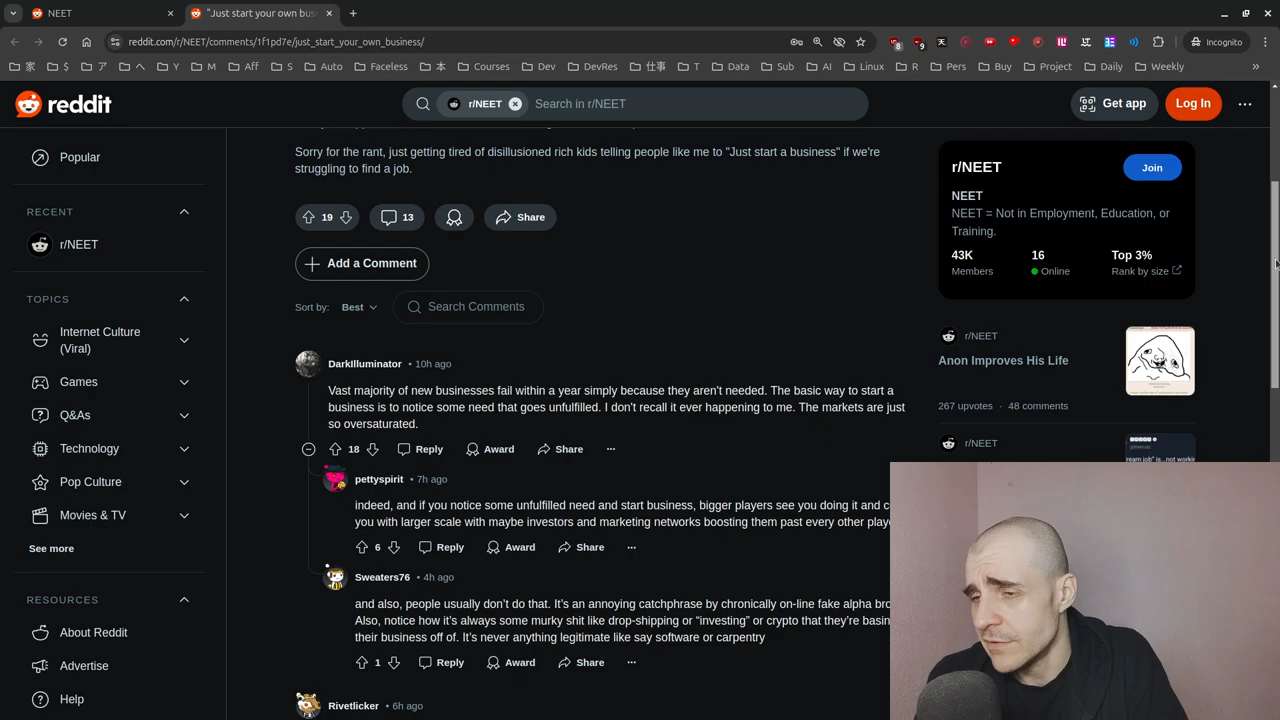 NEET
"Just start your own busi
reddit.com/r/NEET/comments/1f1pd7e/just_start_your_own_business/
8
9
Incognito
家
$
ア
へ
Y
M
Aff
S
Auto
Faceless
本
Courses
Dev
DevRes
仕事
T
Data
Sub
AI
Linux
R
Pers
Buy
Project
Daily
Weekly
reddit
r/NEET
Search in r/NEET
Get app
Log In
Popular
RECENT
r/NEET
TOPICS
Internet Culture
(Viral)
Games
Q&As
Technology
Pop Culture
Movies & TV
See more
RESOURCES
About Reddit
Advertise
Help
Sorry for the rant, just getting tired of disillusioned rich kids telling people like me to "Just start a business" if we're
struggling to find a job.
19
13
Share
Add a Comment
Sort by:
Best
Search Comments
DarkIlluminator • 10h ago
Vast majority of new businesses fail within a year simply because they aren't needed. The basic way to start a
business is to notice some need that goes unfulfilled. I don't recall it ever happening to me. The markets are just
so oversaturated.
18
Reply
Award
Share
pettyspirit • 7h ago
indeed, and if you notice some unfulfilled need and start business, bigger players see you doing it and
you with larger scale with maybe investors and marketing networks boosting them past every other
6
Reply
Award
Share
Sweaters76 • 4h ago
and also, people usually don't do that. It's an annoying catchphrase by chronically on-line fake alpha bro
Also, notice how it's always some murky shit like drop-shipping or "investing" or crypto that they're
their business off of. It's never anything legitimate like say software or carpentry
1
Reply
Award
Share
Rivetlicker • 6h ago
r/NEET
Join
NEET
NEET = Not in Employment, Education, or
Training.
43K
16
Top 3%
Members
Online
Rank by size
r/NEET
Anon Improves His Life
267 upvotes • 48 comments
r/NEET